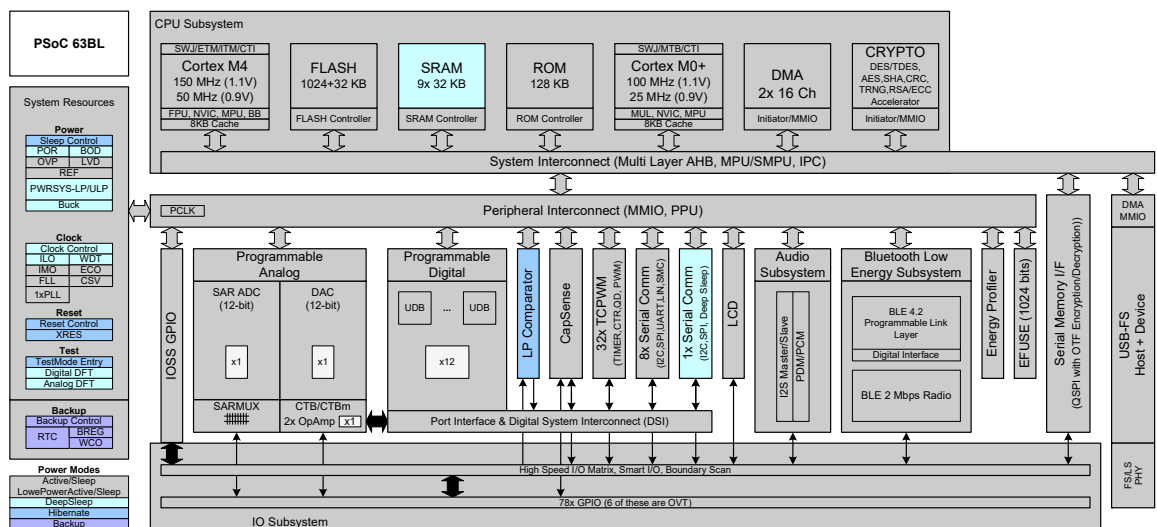 PSoC 63BL
CPU Subsystem
SWJ/ETM/ITM/CTI
Cortex M4
150 MHz (1.1V)
50 MHz (0.9V)
FPU, NVIC, MPU, BB
8KB Cache
FLASH
1024+32 KB
FLASH Controller
SRAM
9x 32 KB
SRAM Controller
ROM
128 KB
ROM Controller
SWJ/MTB/CTI
Cortex M0+
100 MHz (1.1V)
25 MHz (0.9V)
MUL, NVIC, MPU
8KB Cache
DMA
2x 16 Ch
Initiator/MMIO
CRYPTO
DES/TDES,
AES,SHA,CRC,
TRNG,RSA/ECC
Accelerator
Initiator/MMIO
System Interconnect (Multi Layer AHB, MPU/SMPU, IPC)
PCLK
Peripheral Interconnect (MMIO, PPU)
System Resources
Power
Sleep Control
POR BOD
OVP LVD
REF
PWRSYS-LP/ULP
Buck
Clock
Clock Control
ILO WDT
IMO ECO
FLL CSV
1xPLL
Reset
Reset Control
XRES
Test
TestMode Entry
Digital DFT
Analog DFT
Backup
Backup Control
RTC BREG
WCO
Power Modes
Active/Sleep
LowePowerActive/Sleep
DeepSleep
Hibernate
Backup
IOSS GPIO
Programmable
Analog
SAR ADC
(12-bit)
x1
DAC
(12-bit)
x1
SARMUX
CTB/CTBm
2x OpAmp x1
Programmable
Digital
UDB ... UDB
x12
Port Interface & Digital System Interconnect (DSI)
LP Comparator
CapSense
32x TCPWM
(TIMER,CTR,QD, PWM)
8x Serial Comm
(I2C,SPI,UART,LIN,SMC)
1x Serial Comm
(I2C,SPI, Deep Sleep)
LCD
Audio
Subsystem
I2S Master/Slave
PDM/PCM
Bluetooth Low
Energy Subsystem
BLE 4.2
Programmable Link
Layer
Digital Interface
BLE 2 Mbps Radio
Energy Profiler
EFUSE (1024 bits)
Serial Memory I/F
(QSPI with OTF Encryption/Decryption))
DMA
MMIO
USB-FS
Host + Device
FS/LS
PHY
High Speed I/O Matrix, Smart I/O, Boundary Scan
78x GPIO (6 of these are OVT)
IO Subsystem